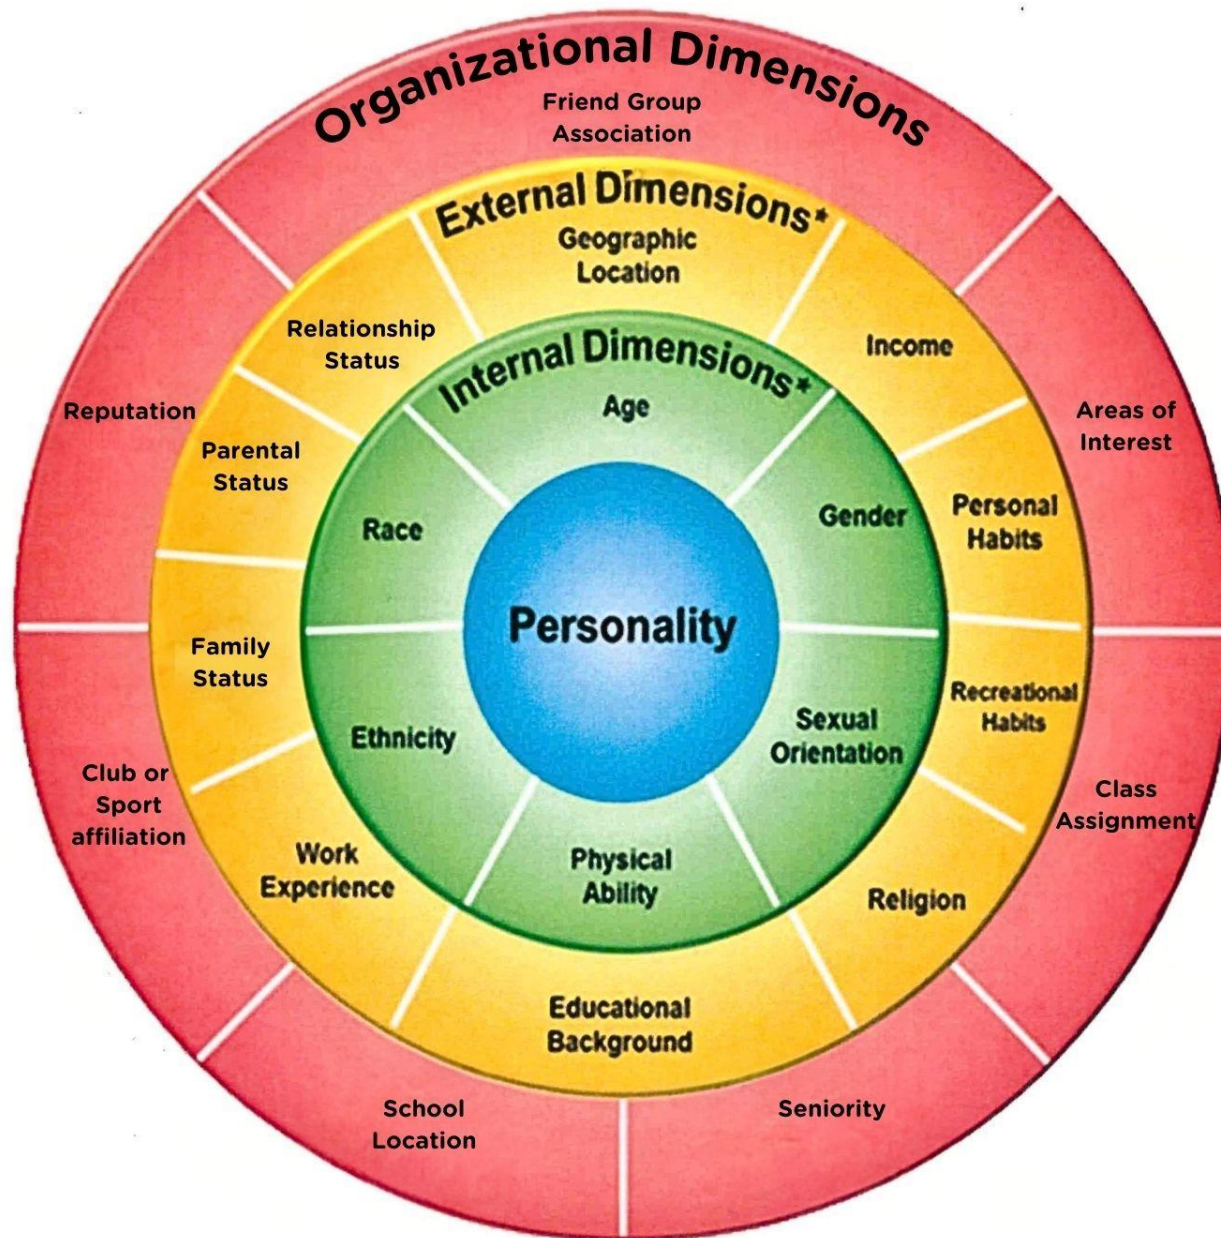 Organizational Dimensions
Friend Group
Association
Areas of
Interest
Class
Assignment
Seniority
School
Location
Club or
Sport
affiliation
Reputation
External Dimensions*
Geographic
Location
Income
Personal
Habits
Recreational
Habits
Religion
Educational
Background
Work
Experience
Family
Status
Parental
Status
Relationship
Status
Internal Dimensions*
Age
Gender
Sexual
Orientation
Physical
Ability
Ethnicity
Race
Personality